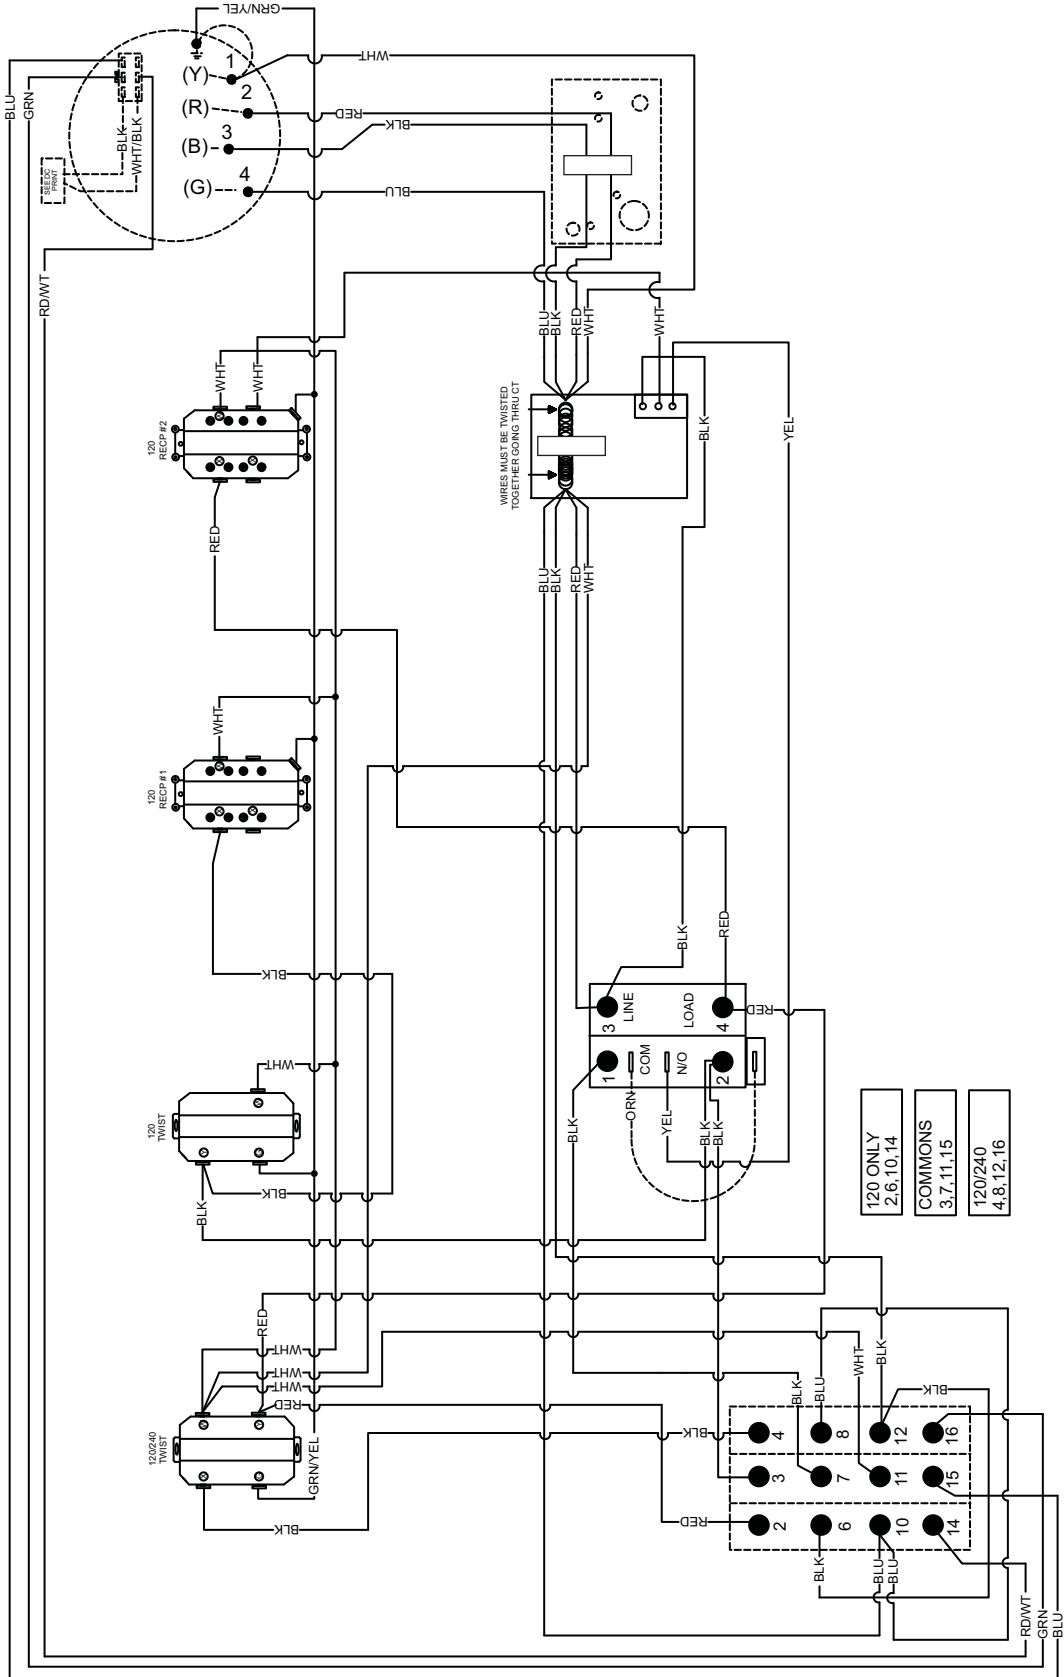 GRN/YEL
BLU
GRN
WHT
(Y)
1
2
(R)
RED
BLK
3
(B)
BLK
WHT/BLK
SEE DC
PRINT
(G)
4
BLU
RD/WT
BLU
BLK
RED
WHT
WHT
WHT
WHT
120
RECP #2
WIRES MUST BE TWISTED
TOGETHER GOING THRU CT
BLK
YEL
RED
BLU
BLK
RED
WHT
WHT
120
RECP #1
BLK
RED
BLK
3
LINE
LOAD
4
RED
1
COM
N/O
2
WHT
120
TWIST
ORN
YEL
BLK
BLK
BLK
BLK
BLK
120 ONLY
2,6,10,14
COMMONS
3,7,11,15
120/240
4,8,12,16
RED
WHT
WHT
WHT
RED
120/240
TWIST
GRN/YEL
BLK
BLK
BLU
WHT
BLK
BLK
BLK
4
8
12
16
3
7
11
15
RED
2
6
10
14
BLK
BLU
BLU
RD/WT
GRN
BLU